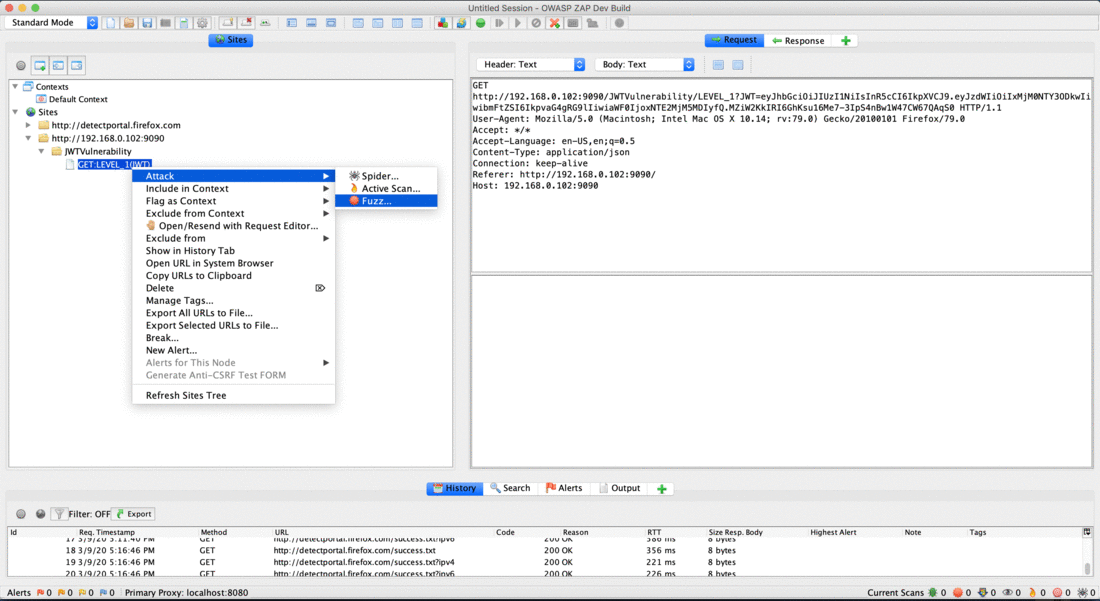 Untitled Session - OWASP ZAP Dev Build
Standard Mode
Sites
Request
Response
Header: Text
Body: Text
Contexts
Default Context
Sites
http://detectportal.firefox.com
http://192.168.0.102:9090
JWTVulnerability
GET:LEVEL_1(JWT)
Attack
Include in Context
Flag as Context
Exclude from Context
Open/Resend with Request Editor...
Exclude from
Show in History Tab
Open URL in System Browser
Copy URLs to Clipboard
Delete
Manage Tags...
Export All URLs to File...
Export Selected URLs to File...
Break...
New Alert...
Alerts for This Node
Generate Anti-CSRF Test FORM
Refresh Sites Tree
Spider...
Active Scan...
Fuzz...
GET
http://192.168.0.102:9090/JWTVulnerability/LEVEL_1?JWT=eyJhbGciOiJIUzI1NiIsInR5cCI6IkpXVCJ9.eyJzdWIiOiIxMjM0NTY3ODkwIiw
wibmFtZSI6IkpvaG4gRG9lIiwiaWF0IjoxNTE2MjM5MDIyfQ.MZiW2KkIRI6GhKsu16Me7-3IpS4nBw1W47CW67QAqS0 HTTP/1.1
User-Agent: Mozilla/5.0 (Macintosh; Intel Mac OS X 10.14; rv:79.0) Gecko/20100101 Firefox/79.0
Accept: */*
Accept-Language: en-US,en;q=0.5
Content-Type: application/json
Connection: keep-alive
Referer: http://192.168.0.102:9090/
Host: 192.168.0.102:9090
History
Search
Alerts
Output
Filter: OFF
Export
Id Req. Timestamp Method URL Code Reason RTT Size Resp. Body Highest Alert Note Tags
17 3/9/20 5:11:46 PM GET http://detectportal.firefox.com/success.txt?ipv6 200 OK 386 ms 8 bytes
18 3/9/20 5:16:46 PM GET http://detectportal.firefox.com/success.txt 200 OK 356 ms 8 bytes
19 3/9/20 5:16:46 PM GET http://detectportal.firefox.com/success.txt?ipv4 200 OK 221 ms 8 bytes
20 3/9/20 5:16:46 PM GET http://detectportal.firefox.com/success.txt?ipv6 200 OK 226 ms 8 bytes
Alerts 0 0 0 0 Primary Proxy: localhost:8080 Current Scans 0 0 0 0 0 0 0